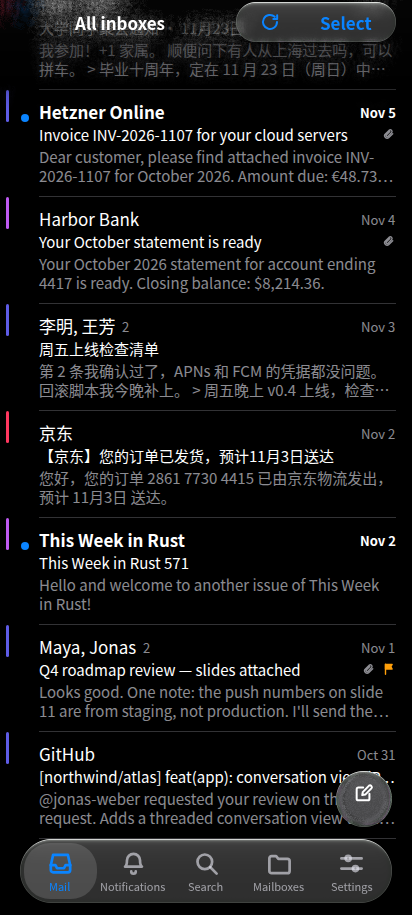 All inboxes
Select
我参加！+1 家属。 顺便问下有人从上海过去吗，可以
拼车。 > 毕业十周年，定在 11 月 23 日（周日）中…
Hetzner Online
Nov 5
Invoice INV-2026-1107 for your cloud servers
Dear customer, please find attached invoice INV-
2026-1107 for October 2026. Amount due: €48.73…
Harbor Bank
Nov 4
Your October statement is ready
Your October 2026 statement for account ending
4417 is ready. Closing balance: $8,214.36.
李明, 王芳 2
Nov 3
周五上线检查清单
第 2 条我确认过了，APNs 和 FCM 的凭据都没问题。
回滚脚本我今晚补上。 > 周五晚上 v0.4 上线，检查…
京东
Nov 2
【京东】您的订单已发货，预计11月3日送达
您好，您的订单 2861 7730 4415 已由京东物流发出，
预计 11月3日 送达。
This Week in Rust
Nov 2
This Week in Rust 571
Hello and welcome to another issue of This Week
in Rust!
Maya, Jonas 2
Nov 1
Q4 roadmap review — slides attached
Looks good. One note: the push numbers on slide
11 are from staging, not production. I'll send the…
GitHub
Oct 31
[northwind/atlas] feat(app): conversation
@jonas-weber requested your review on
request. Adds a threaded conversation view
Mail
Notifications
Search
Mailboxes
Settings